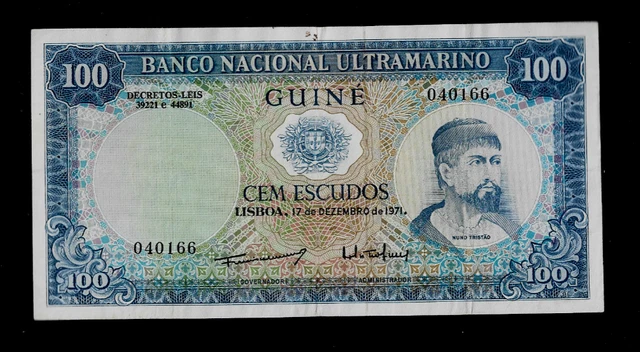 100
BANCO NACIONAL ULTRAMARINO
100
DECRETOS-LEIS
39221 e 44891
GUINÉ
040166
CEM ESCUDOS
LISBOA, 17 de DEZEMBRO de 1971.
NUNO TRISTÃO
040166
GOVERNADOR
ADMINISTRADOR
100
100